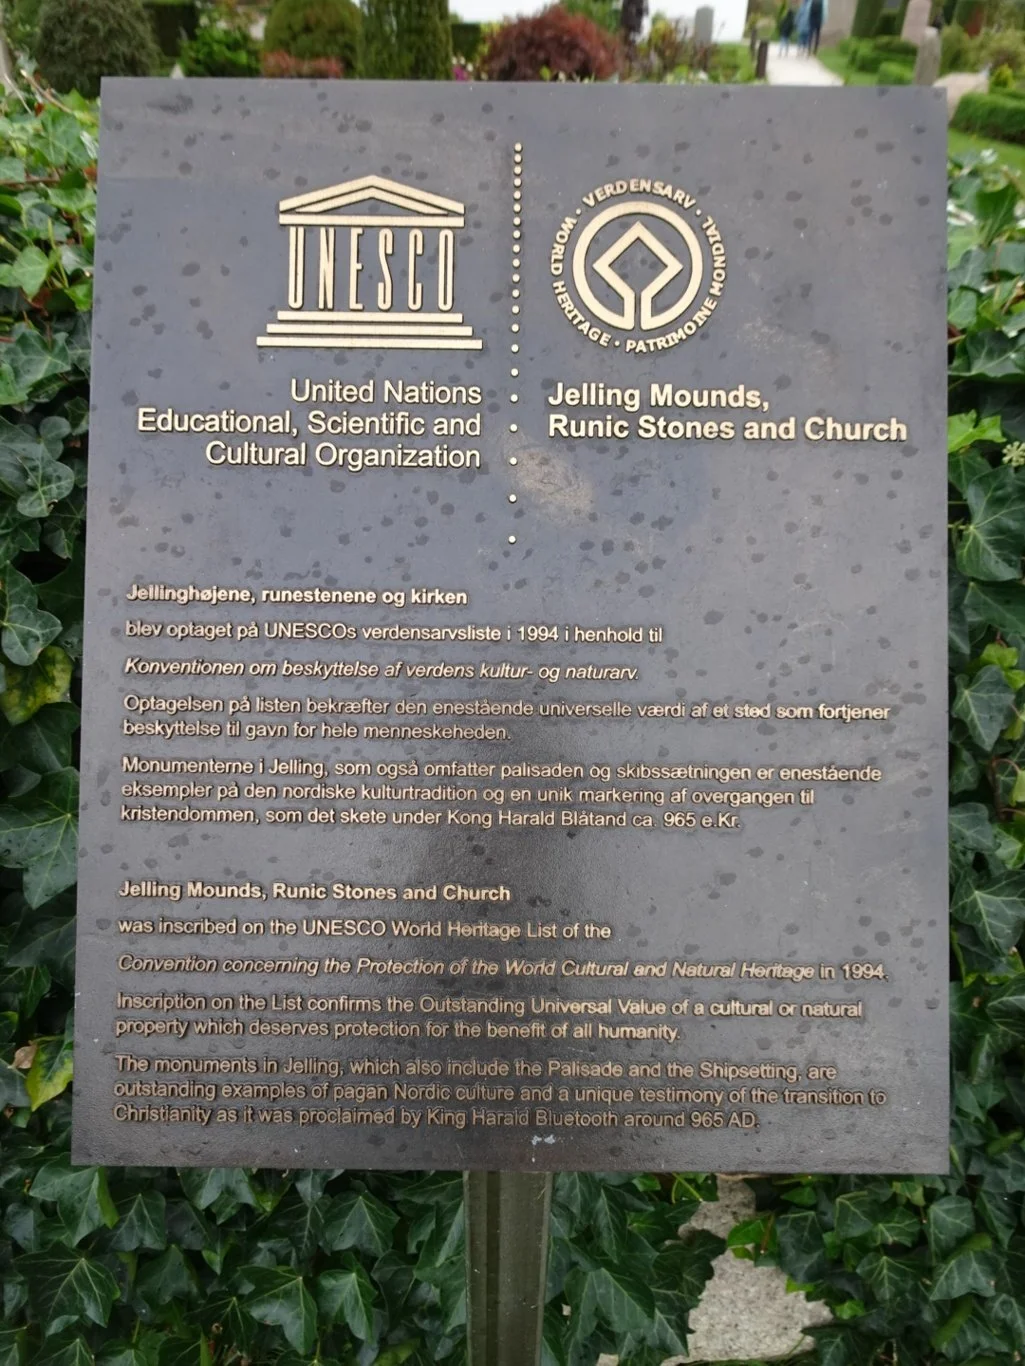 UNESCO
United Nations
Educational, Scientific and
Cultural Organization
VERDENSARV · PATRIMOINE MONDIAL · WORLD HERITAGE ·
Jelling Mounds,
Runic Stones and Church
Jellinghøjene, runestenene og kirken
blev optaget på UNESCOs verdensarvsliste i 1994 i henhold til
Konventionen om beskyttelse af verdens kultur- og naturarv.
Optagelsen på listen bekræfter den enestående universelle værdi af et sted som fortjener
beskyttelse til gavn for hele menneskeheden.
Monumenterne i Jelling, som også omfatter palisaden og skibssætningen er enestående
eksempler på den nordiske kulturtradition og en unik markering af overgangen til
kristendommen, som det skete under Kong Harald Blåtand ca. 965 e.Kr.
Jelling Mounds, Runic Stones and Church
was inscribed on the UNESCO World Heritage List of the
Convention concerning the Protection of the World Cultural and Natural Heritage in 1994.
Inscription on the List confirms the Outstanding Universal Value of a cultural or natural
property which deserves protection for the benefit of all humanity.
The monuments in Jelling, which also include the Palisade and the Shipsetting, are
outstanding examples of pagan Nordic culture and a unique testimony of the transition to
Christianity as it was proclaimed by King Harald Bluetooth around 965 AD.